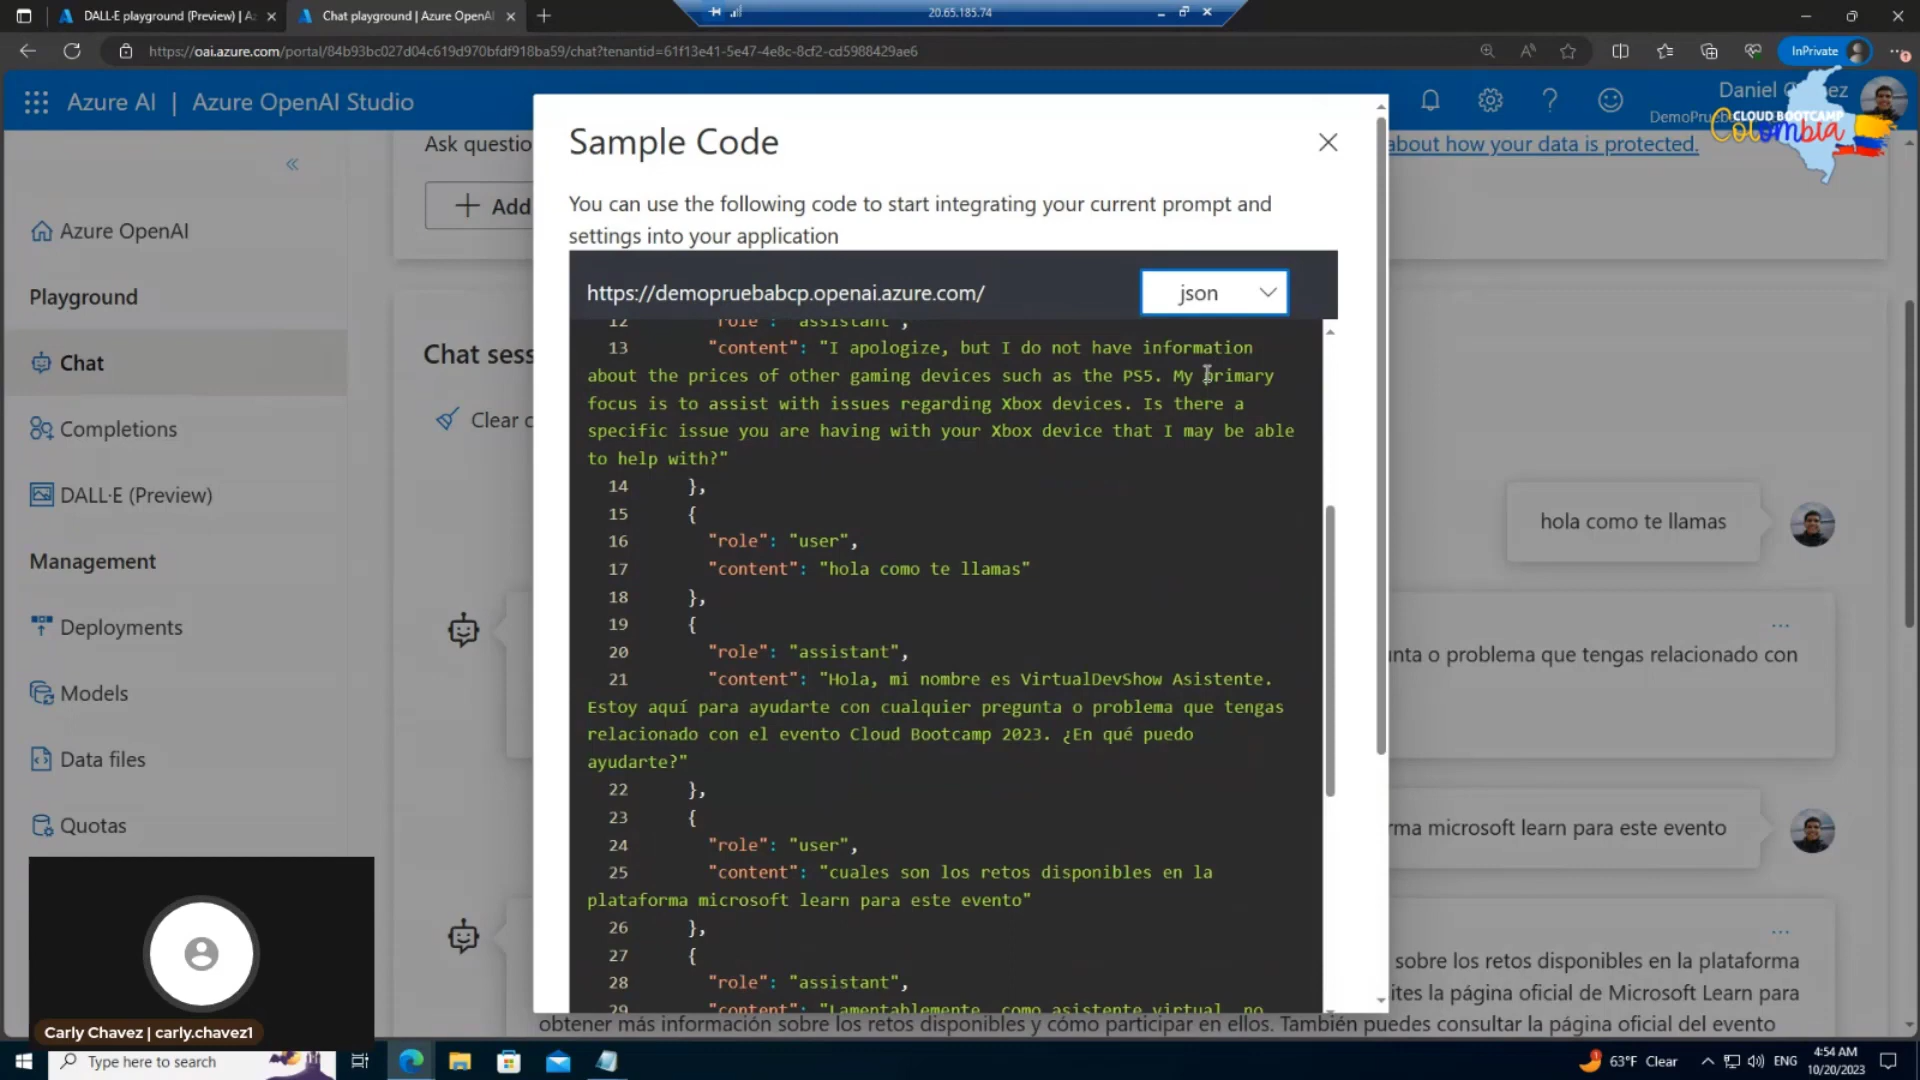 DALL·E playground (Preview) | Az
Chat playground | Azure OpenAI
20.65.185.74
https://oai.azure.com/portal/84b93bc027d04c619d970bfdf918ba59/chat?tenantid=61f13e41-5e47-4e8c-8cf2-cd5988429ae6
InPrivate
Azure AI | Azure OpenAI Studio
Daniel
DemoPrueb
CLOUD BOOTCAMP
Colombia
Azure OpenAI
Playground
Chat
Completions
DALL·E (Preview)
Management
Deployments
Models
Data files
Quotas
Ask questio
about how your data is protected.
Add
Chat sess
Clear c
Sample Code
You can use the following code to start integrating your current prompt and
settings into your application
https://demopruebabcp.openai.azure.com/
json
12 "role": "assistant",
13 "content": "I apologize, but I do not have information
about the prices of other gaming devices such as the PS5. My primary
focus is to assist with issues regarding Xbox devices. Is there a
specific issue you are having with your Xbox device that I may be able
to help with?"
14 },
15 {
16 "role": "user",
17 "content": "hola como te llamas"
18 },
19 {
20 "role": "assistant",
21 "content": "Hola, mi nombre es VirtualDevShow Asistente.
Estoy aquí para ayudarte con cualquier pregunta o problema que tengas
relacionado con el evento Cloud Bootcamp 2023. ¿En qué puedo
ayudarte?"
22 },
23 {
24 "role": "user",
25 "content": "cuales son los retos disponibles en la
plataforma microsoft learn para este evento"
26 },
27 {
28 "role": "assistant",
29 "content": "Lamentablemente, como asistente virtual, no
hola como te llamas
nta o problema que tengas relacionado con
rma microsoft learn para este evento
sobre los retos disponibles en la plataforma
ites la página oficial de Microsoft Learn para
obtener más información sobre los retos disponibles y cómo participar en ellos. También puedes consultar la página oficial del evento
Carly Chavez | carly.chavez1
Type here to search
63°F Clear
ENG
4:54 AM
10/20/2023